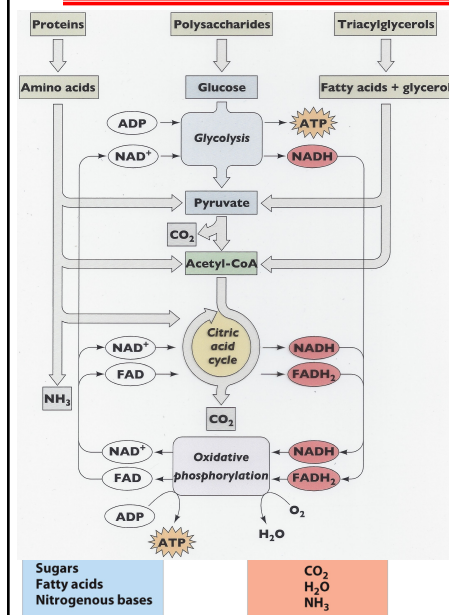 Proteins
Polysaccharides
Triacylglycerols
Amino acids
Glucose
Fatty acids + glycerol
ADP
Glycolysis
ATP
NAD⁺
NADH
Pyruvate
CO₂
Acetyl-CoA
Citric
acid
cycle
NAD⁺
NADH
FAD
FADH₂
NH₃
CO₂
NAD⁺
Oxidative
phosphorylation
NADH
FAD
FADH₂
ADP
O₂
H₂O
ATP
Sugars
Fatty acids
Nitrogenous bases
CO₂
H₂O
NH₃